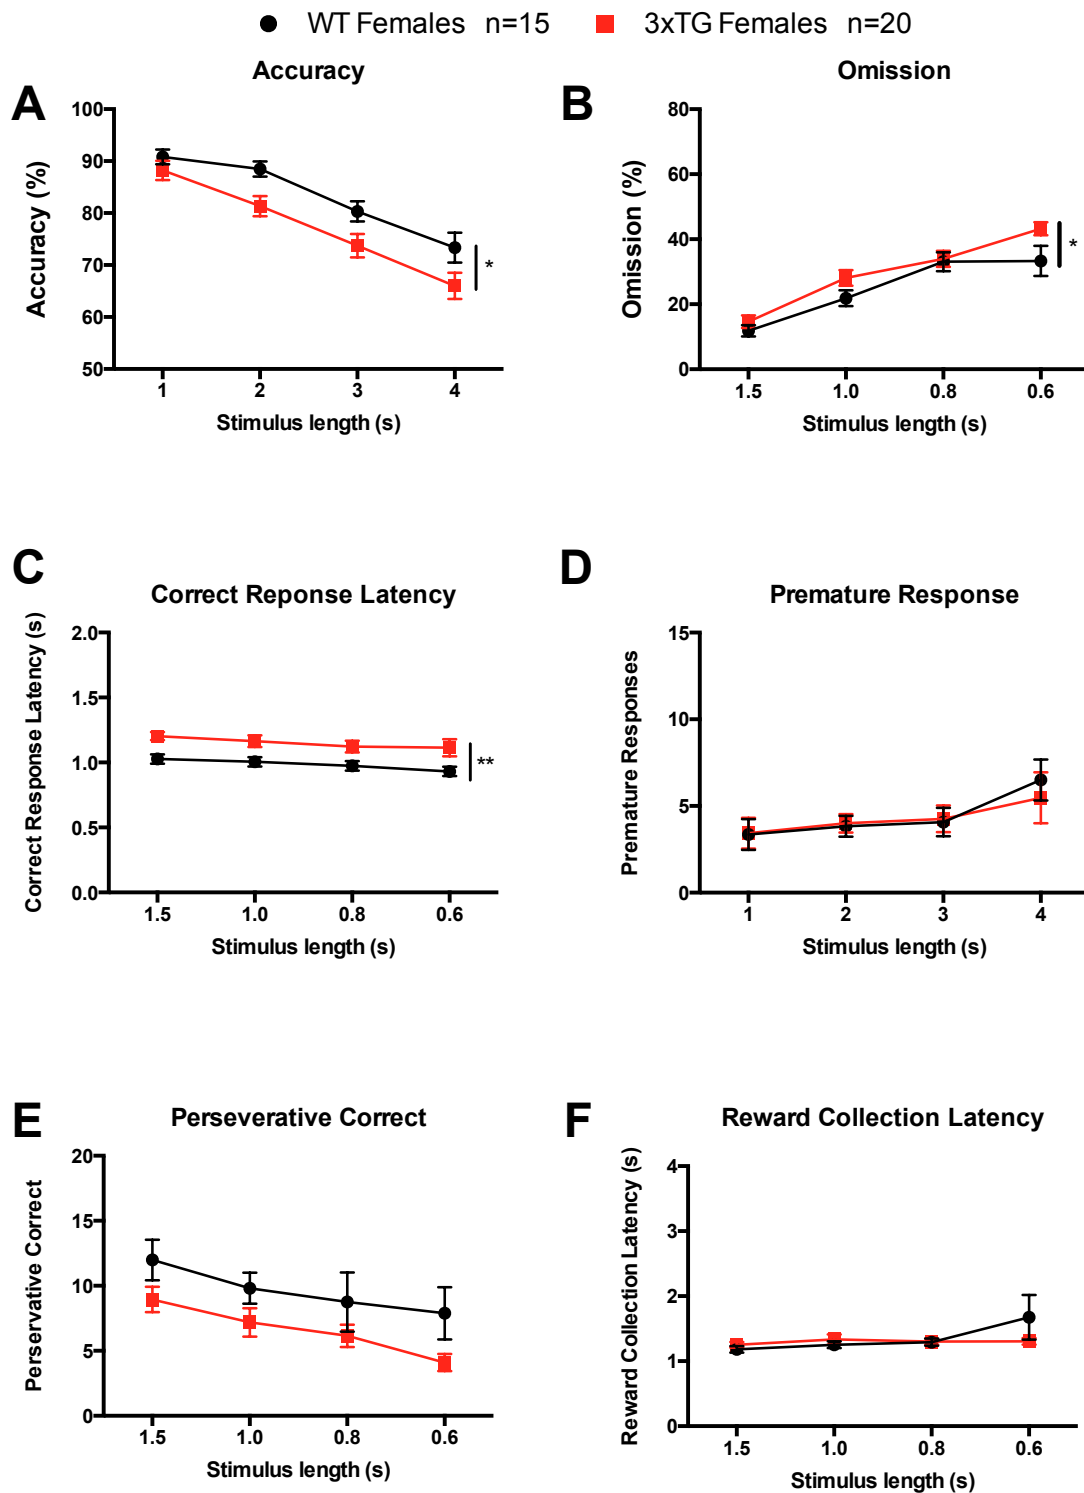 WT Females n=15 3xTG Females n=20
A
Accuracy
Accuracy (%)
100
90
80
70
60
50
*
1 2 3 4
Stimulus length (s)
B
Omission
Omission (%)
80
60
40
20
0
*
1.5 1.0 0.8 0.6
Stimulus length (s)
C
Correct Reponse Latency
Correct Response Latency (s)
2.0
1.5
1.0
0.5
0.0
**
1.5 1.0 0.8 0.6
Stimulus length (s)
D
Premature Response
Premature Responses
15
10
5
0
1 2 3 4
Stimulus length (s)
E
Perseverative Correct
Perservative Correct
20
15
10
5
0
1.5 1.0 0.8 0.6
Stimulus length (s)
F
Reward Collection Latency
Reward Collection Latency (s)
4
3
2
1
0
1.5 1.0 0.8 0.6
Stimulus length (s)